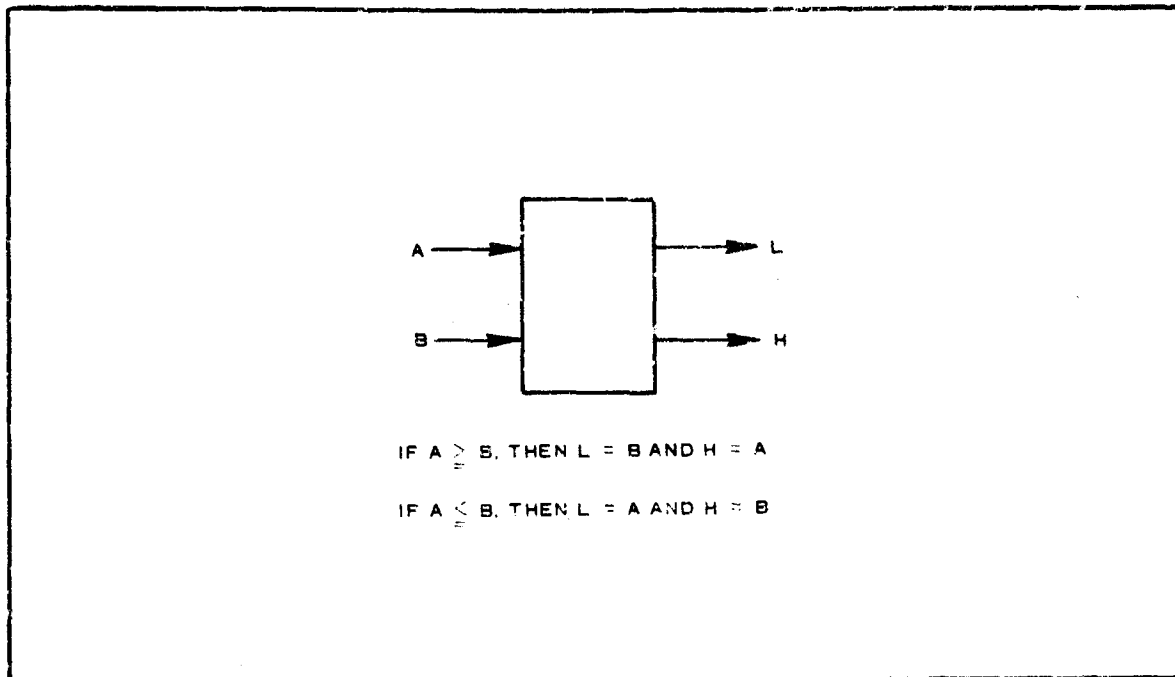 A
L
B
H
IF A ≧ B, THEN L = B AND H = A
IF A ≦ B, THEN L = A AND H = B